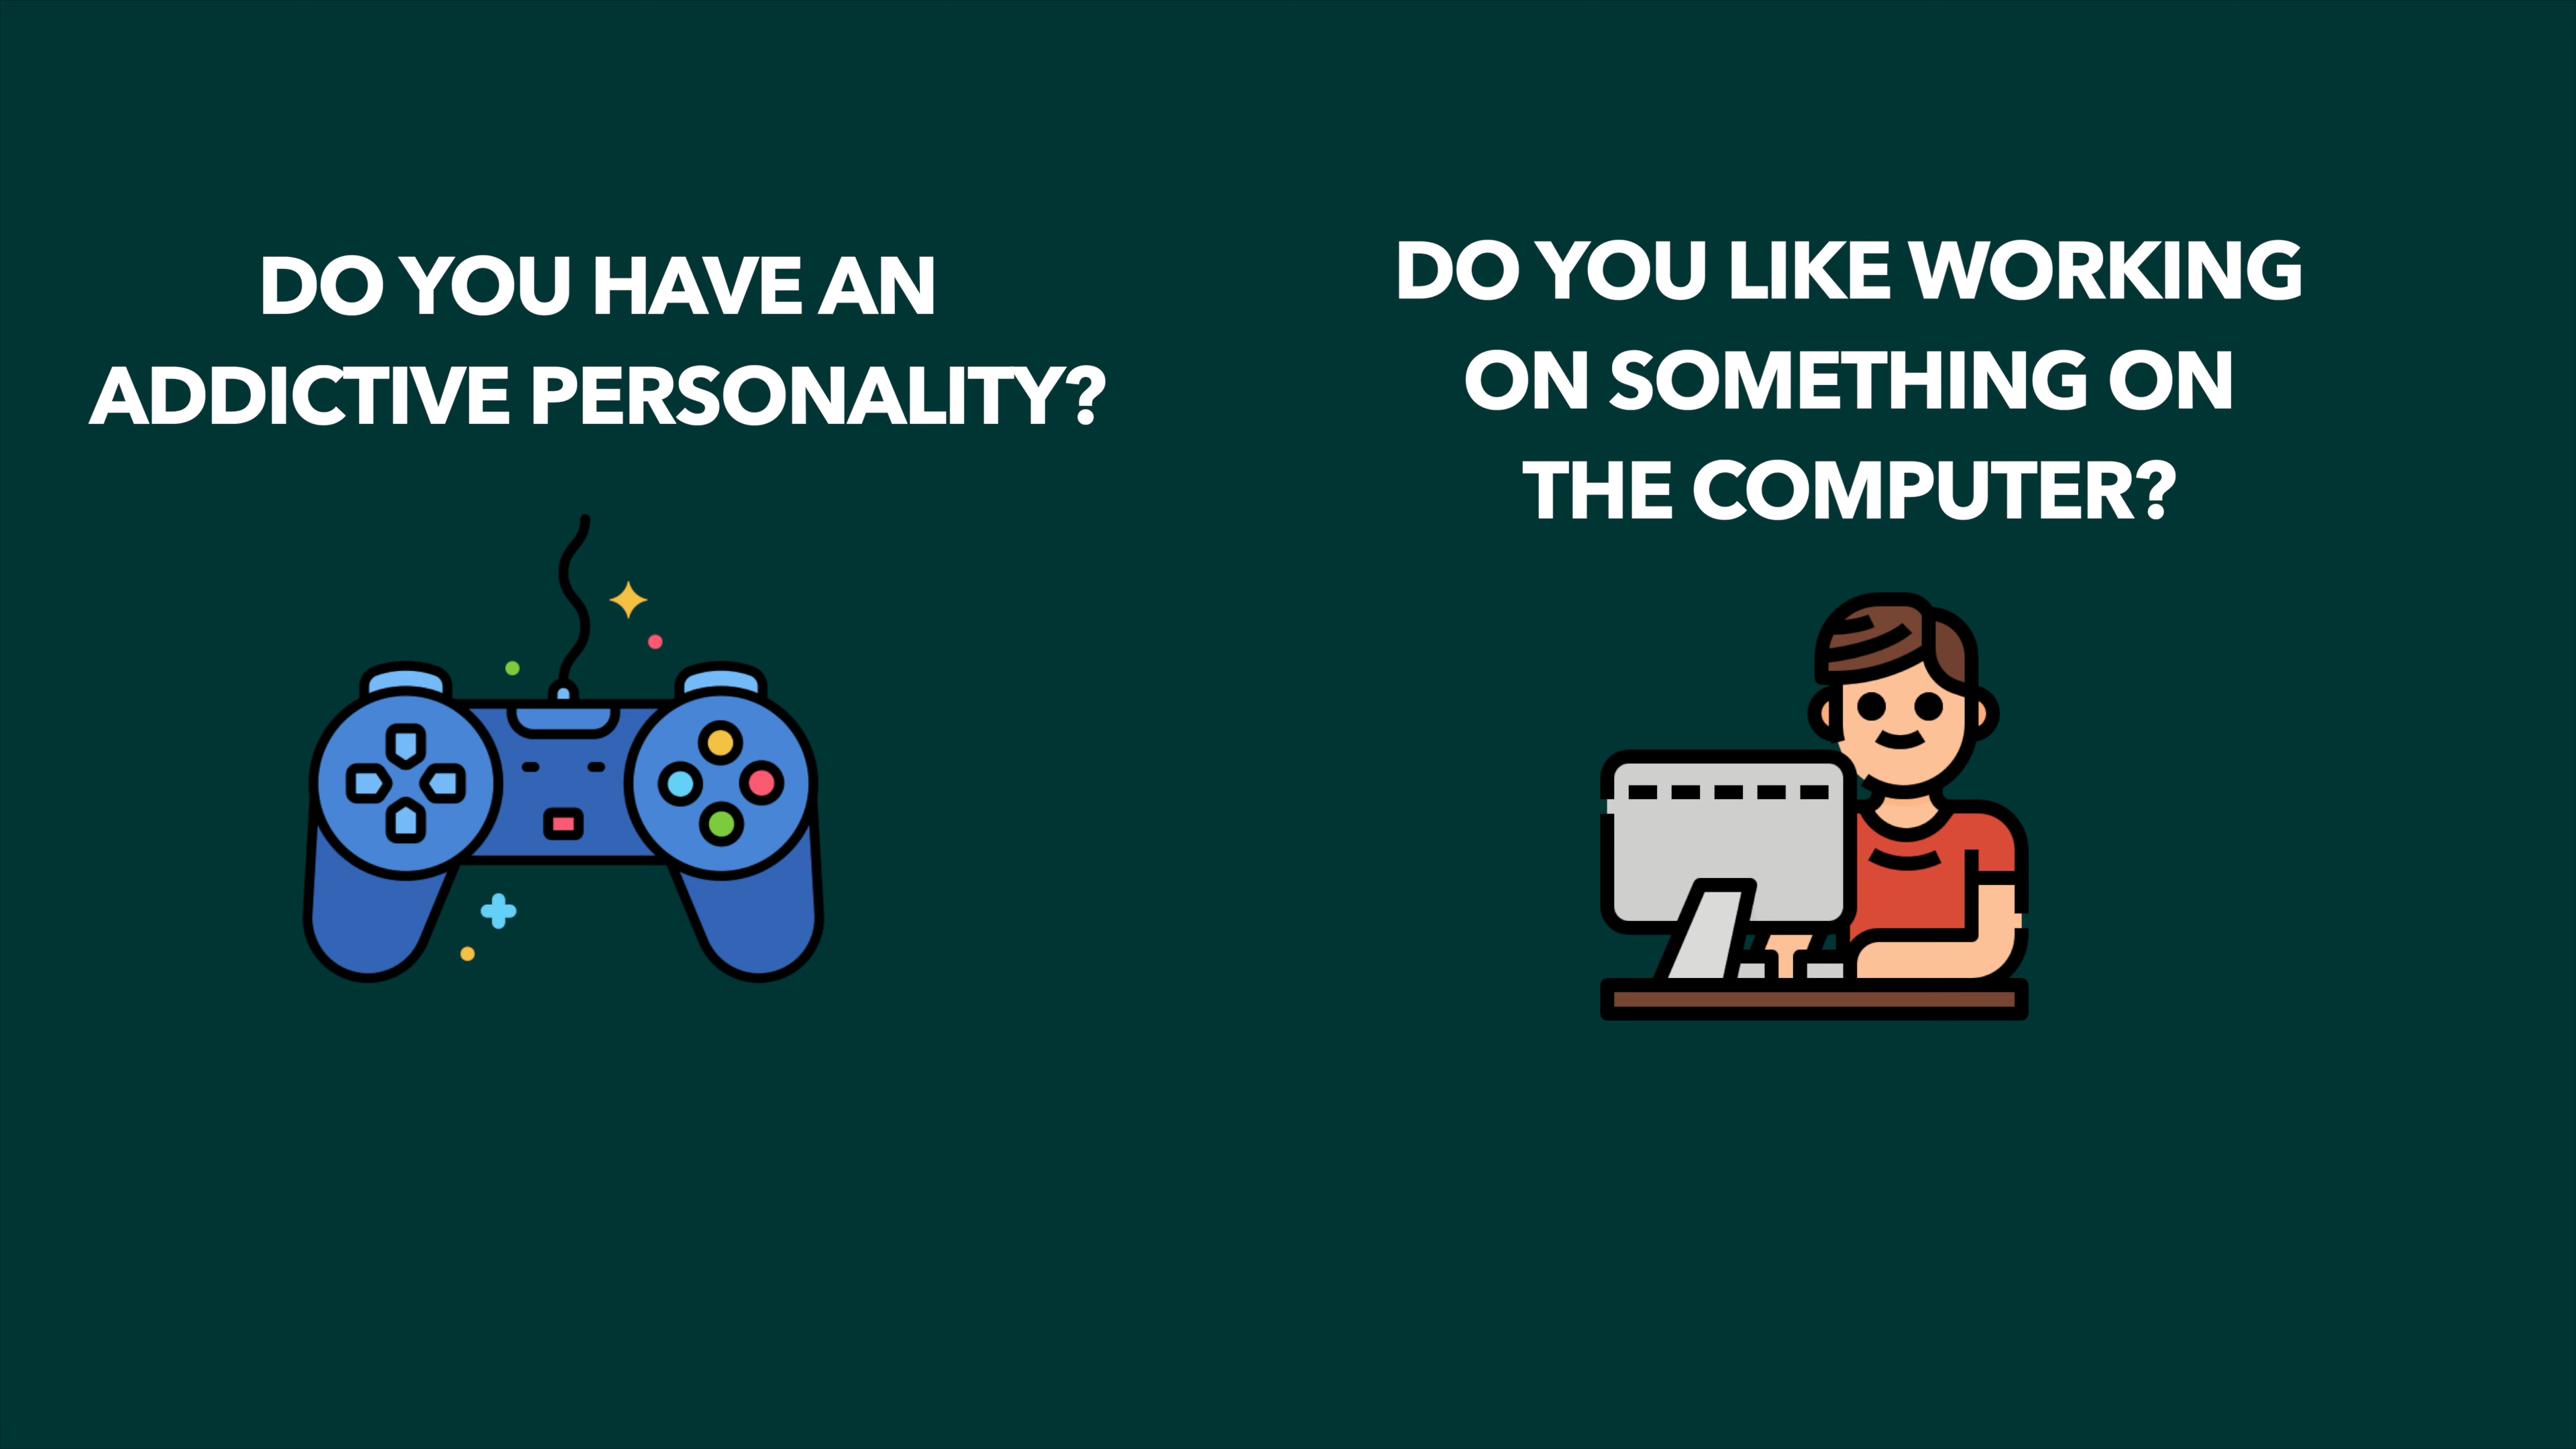 DO YOU HAVE AN
ADDICTIVE PERSONALITY?
DO YOU LIKE WORKING
ON SOMETHING ON
THE COMPUTER?